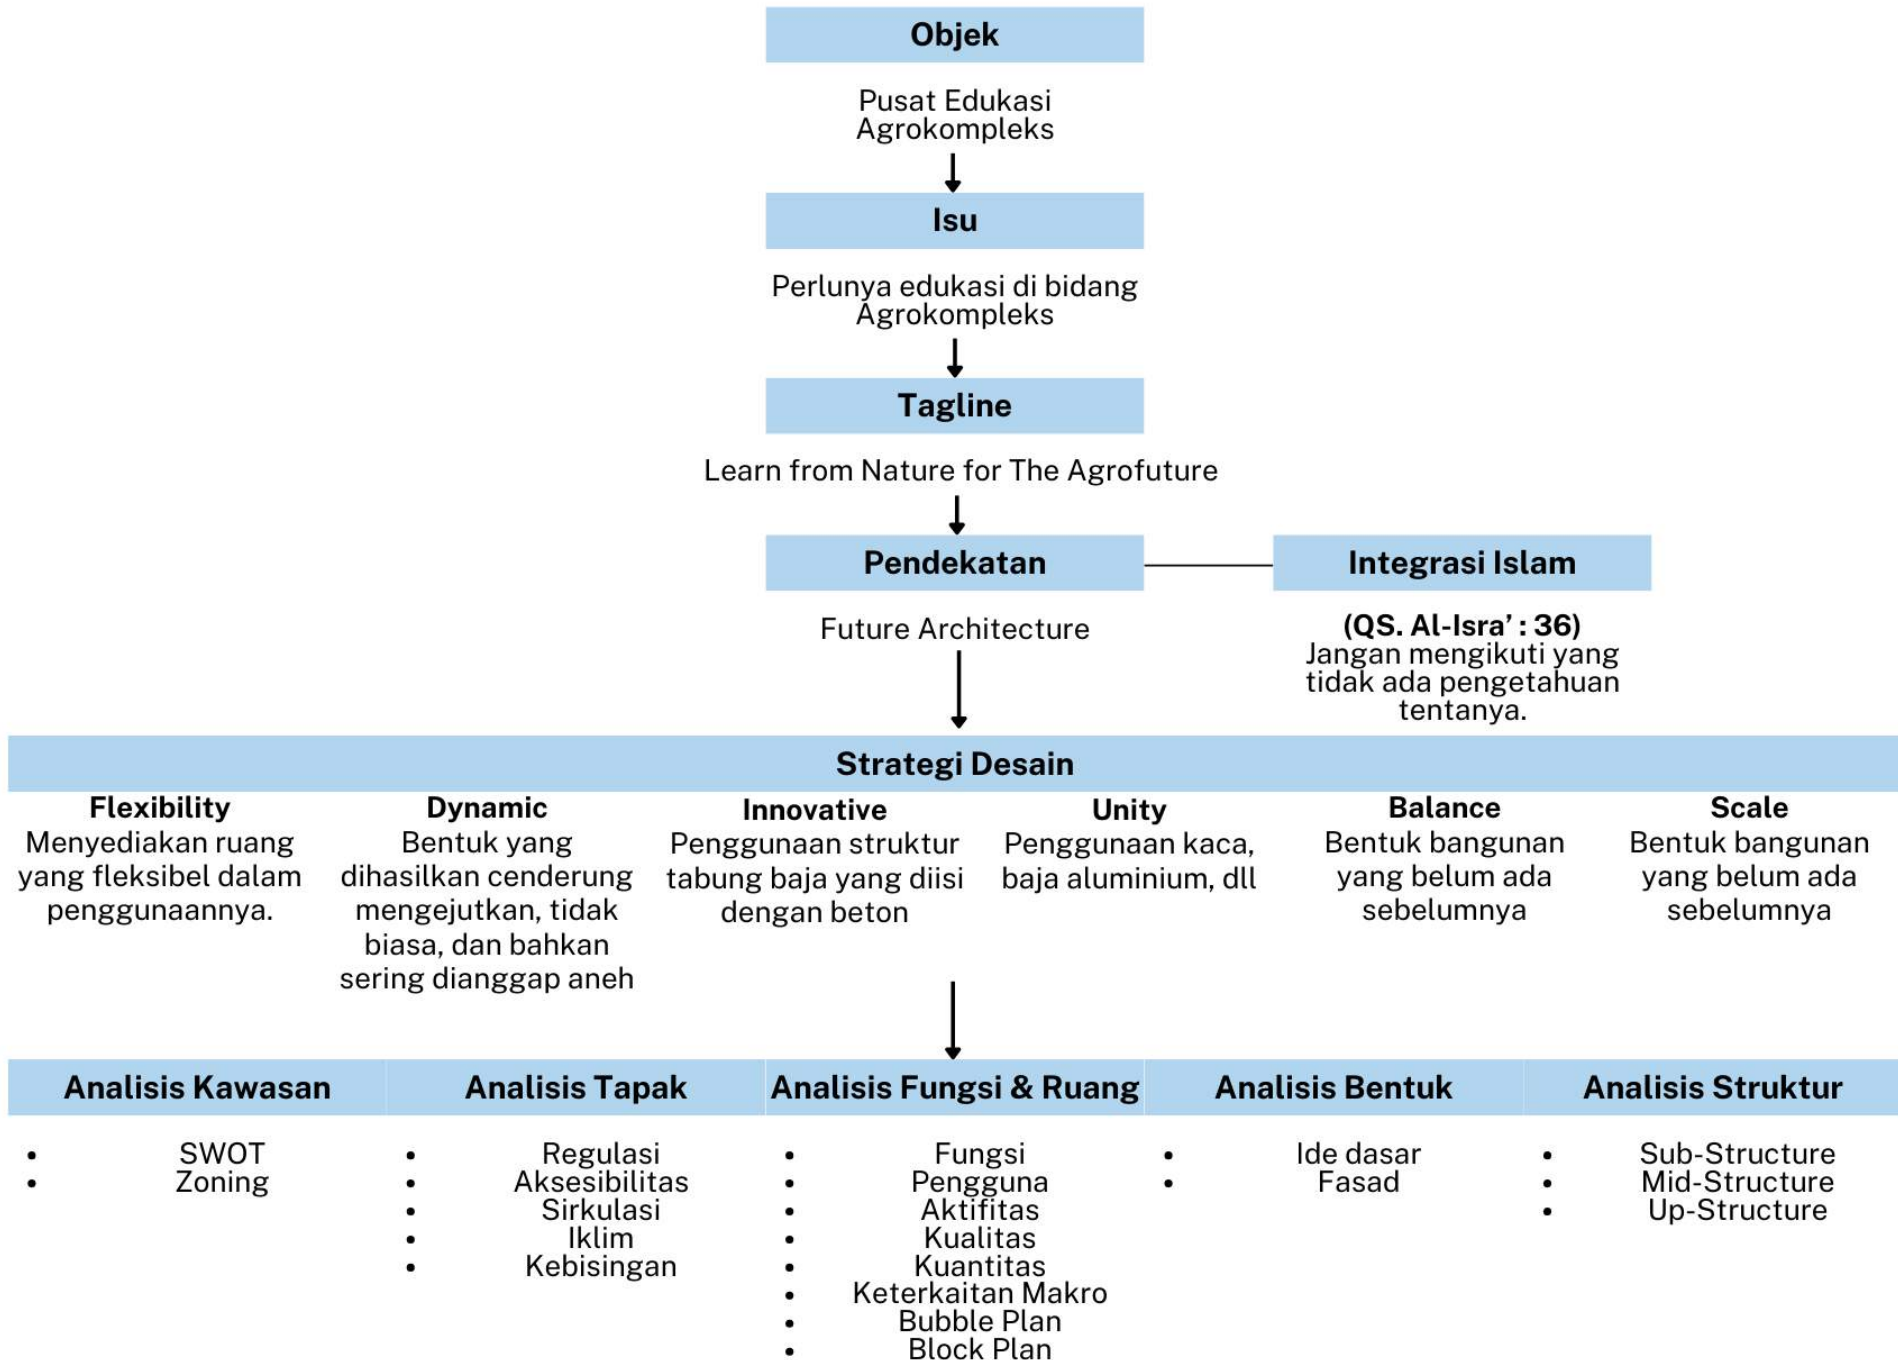 Objek
Pusat Edukasi
Agrokompleks
Isu
Perlunya edukasi di bidang
Agrokompleks
Tagline
Learn from Nature for The Agrofuture
Pendekatan
Future Architecture
Integrasi Islam
(QS. Al-Isra’ : 36)
Jangan mengikuti yang
tidak ada pengetahuan
tentanya.
Strategi Desain
Flexibility
Menyediakan ruang
yang fleksibel dalam
penggunaannya.
Dynamic
Bentuk yang
dihasilkan cenderung
mengejutkan, tidak
biasa, dan bahkan
sering dianggap aneh
Innovative
Penggunaan struktur
tabung baja yang diisi
dengan beton
Unity
Penggunaan kaca,
baja aluminium, dll
Balance
Bentuk bangunan
yang belum ada
sebelumnya
Scale
Bentuk bangunan
yang belum ada
sebelumnya
Analisis Kawasan
• SWOT
• Zoning
Analisis Tapak
• Regulasi
• Aksesibilitas
• Sirkulasi
• Iklim
• Kebisingan
Analisis Fungsi & Ruang
• Fungsi
• Pengguna
• Aktifitas
• Kualitas
• Kuantitas
• Keterkaitan Makro
• Bubble Plan
• Block Plan
Analisis Bentuk
• Ide dasar
• Fasad
Analisis Struktur
• Sub-Structure
• Mid-Structure
• Up-Structure